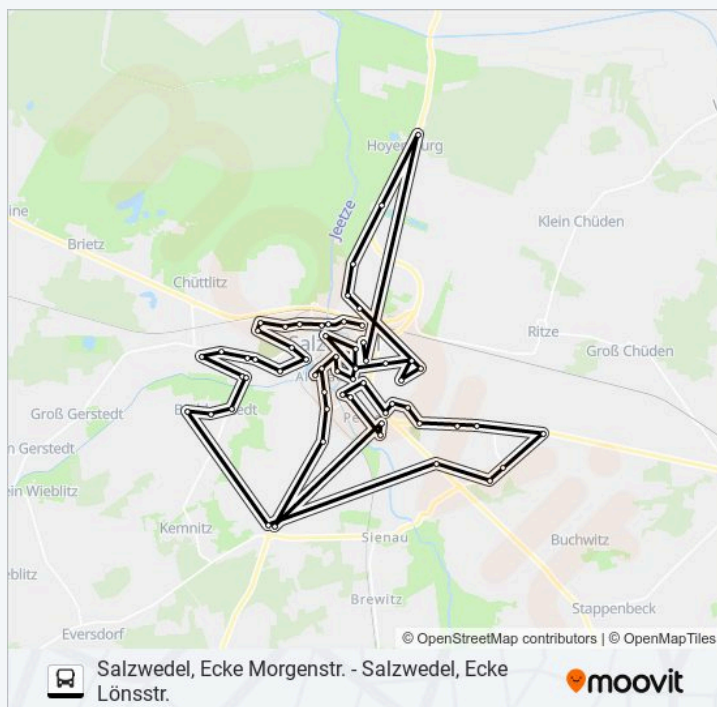 Hoyersburg
Jeetze
Klein Chüden
Brietz
Chüttlitz
Ritze
Groß Chüden
Groß Gerstedt
Kemnitz
Sienau
Buchwitz
Brewitz
Stappenbeck
Eversdorf
© OpenStreetMap contributors | © OpenMapTiles
Salzwedel, Ecke Morgenstr. - Salzwedel, Ecke
Lönsstr.
moovit